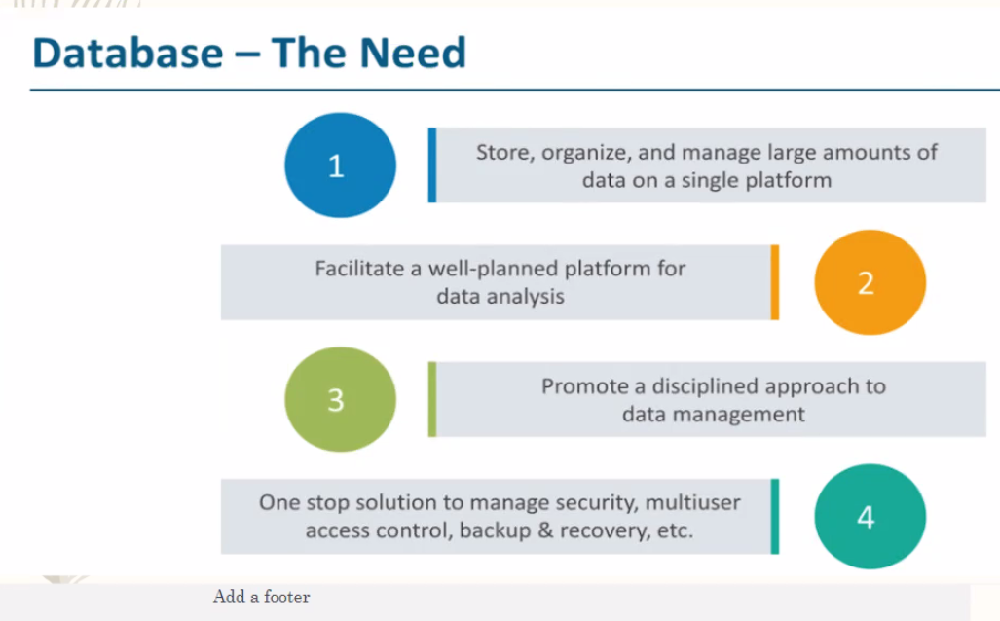 Database – The Need
1
Store, organize, and manage large amounts of
data on a single platform
Facilitate a well-planned platform for
data analysis
2
3
Promote a disciplined approach to
data management
One stop solution to manage security, multiuser
access control, backup & recovery, etc.
4
Add a footer